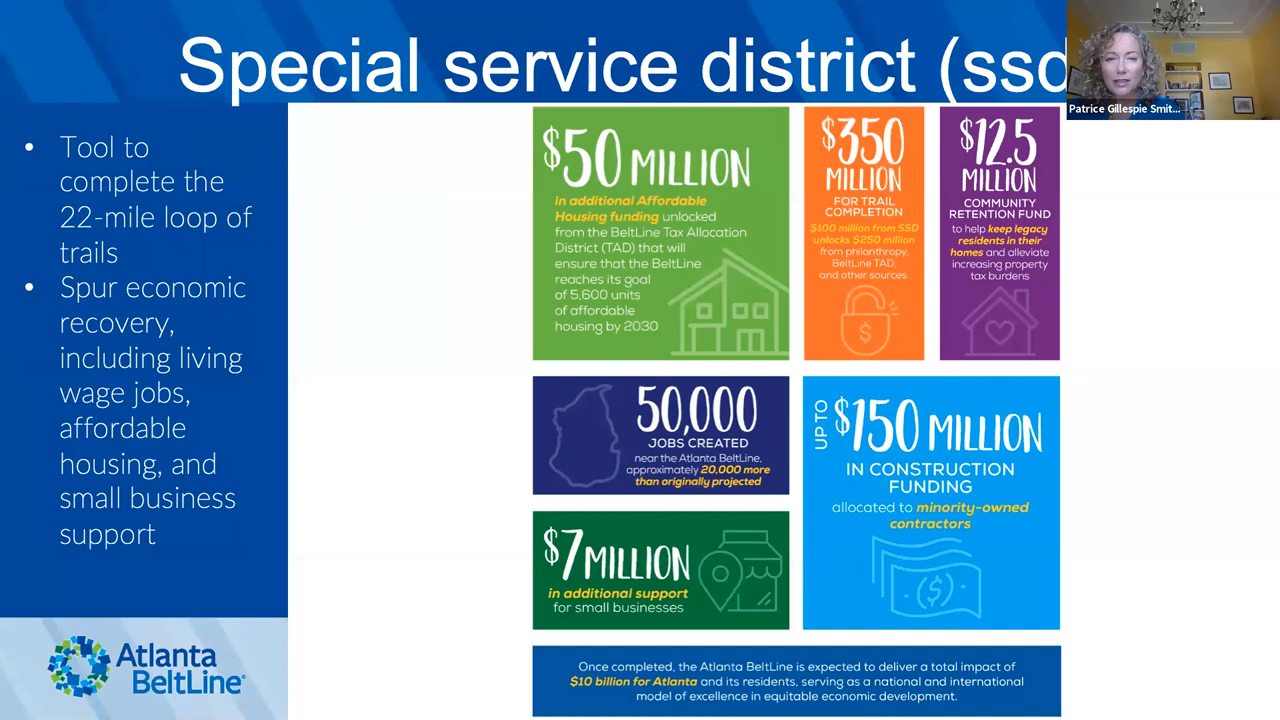 Special service district (ssd
Patrice Gillespie Smit...
• Tool to
complete the
22-mile loop of
trails
• Spur economic
recovery,
including living
wage jobs,
affordable
housing, and
small business
support
Atlanta
BeltLine®
$50 MILLION
in additional Affordable
Housing funding unlocked
from the BeltLine Tax Allocation
District (TAD) that will
ensure that the BeltLine
reaches its goal
of 5,600 units
of affordable
housing by 2030
$350
MILLION
FOR TRAIL
COMPLETION
$100 million from SSD
unlocks $250 million
from philanthropy,
BeltLine TAD,
and other sources.
$12.5
MILLION
COMMUNITY
RETENTION FUND
to help keep legacy
residents in their
homes and alleviate
increasing property
tax burdens
50,000
JOBS CREATED
near the Atlanta BeltLine,
approximately 20,000 more
than originally projected
UP TO
$150 MILLION
IN CONSTRUCTION
FUNDING
allocated to minority-owned
contractors
$7 MILLION
in additional support
for small businesses
Once completed, the Atlanta BeltLine is expected to deliver a total impact of
$10 billion for Atlanta and its residents, serving as a national and international
model of excellence in equitable economic development.